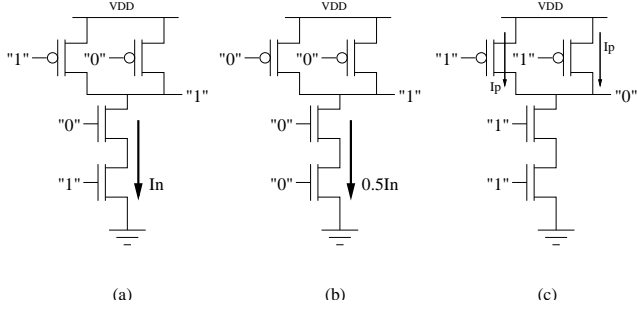 VDD VDD VDD
"1" "0" "0" "0" "1" "1" Ip Ip
"1" "1" "0"
"0" "0" "1"
"1" In "0" 0.5In "1"
(a) (b) (c)